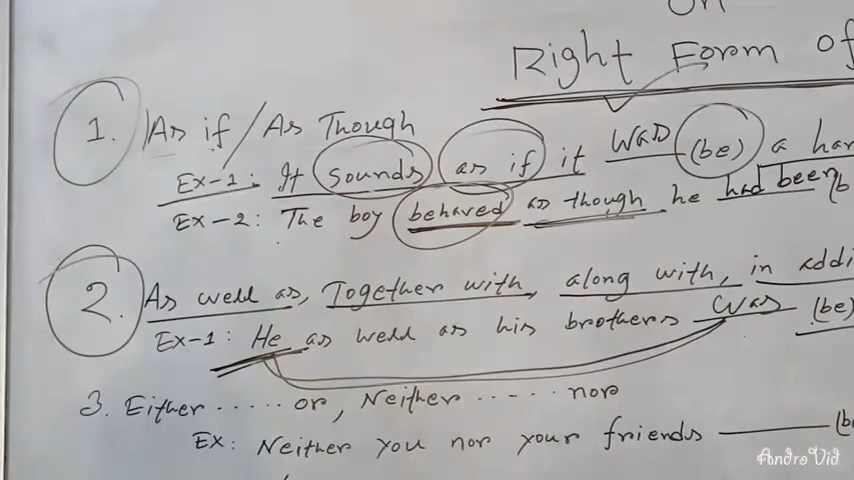 on
Right Form of
1. As if / As Though
Ex-1: It sounds as if it was (be) a
Ex-2: The boy behaved as though he had been (b
2. As well as, Together with, along with, in addi
Ex-1: He as well as his brothers was (be)
3. Either ..... or, Neither ..... nor
Ex: Neither you nor your friends ______ (b
AndroVid